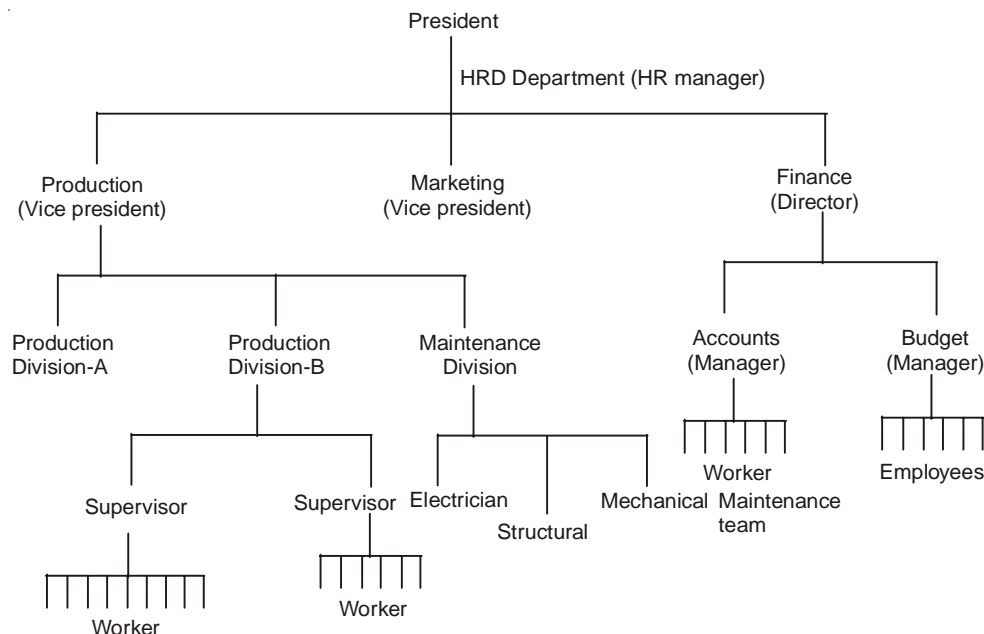 President
HRD Department (HR manager)
Production
(Vice president)
Marketing
(Vice president)
Finance
(Director)
Production
Division-A
Production
Division-B
Maintenance
Division
Accounts
(Manager)
Budget
(Manager)
Worker
Employees
Supervisor
Supervisor
Electrician
Structural
Mechanical Maintenance
team
Worker
Worker